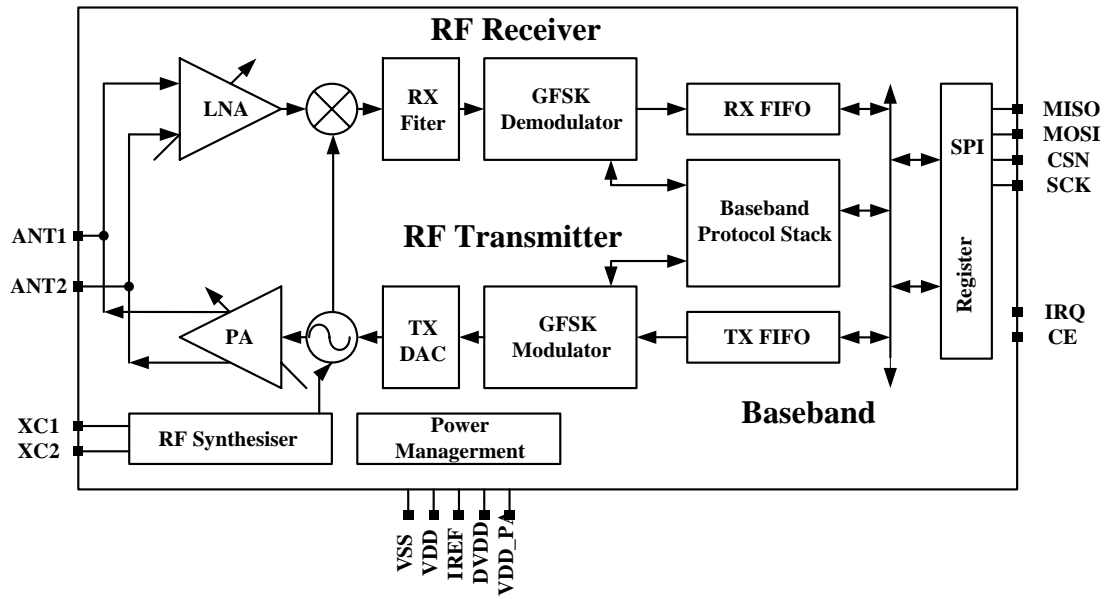 RF Receiver
LNA
RX
Fiter
GFSK
Demodulator
RX FIFO
SPI
Register
MISO
MOSI
CSN
SCK
Baseband
Protocol Stack
ANT1
ANT2
RF Transmitter
PA
TX
DAC
GFSK
Modulator
TX FIFO
IRQ
CE
Baseband
XC1
XC2
RF Synthesiser
Power
Managerment
VSS
VDD
IREF
DVDD
VDD_PA